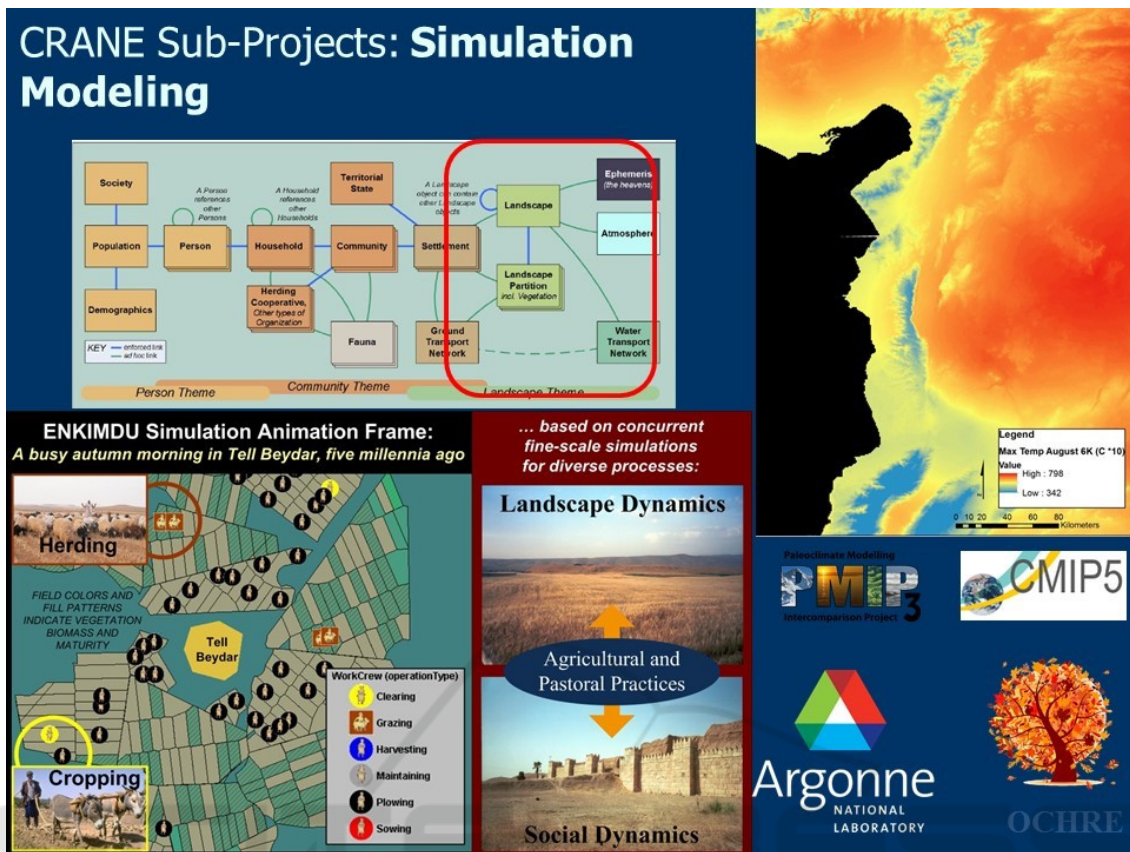 CRANE Sub-Projects: Simulation
Modeling
Society
Population
Demographics
A Person
references
other
Persons
Person
A Household
references
other
Households
Household
Herding
Cooperative,
Other types of
Organization
Territorial
State
Community
Fauna
A Landscape
object can contain
other Landscape
objects
Settlement
Ground
Transport
Network
Landscape
Landscape
Partition
incl. Vegetation
Ephemeris
(the heavens)
Atmosphere
Water
Transport
Network
KEY
enforced link
ad hoc link
Person Theme
Community Theme
Landscape Theme
Legend
Max Temp August 6K (C *10)
Value
High : 798
Low : 342
0 10 20 40 60 80
Kilometers
ENKIMDU Simulation Animation Frame:
A busy autumn morning in Tell Beydar, five millennia ago
Herding
FIELD COLORS AND
FILL PATTERNS
INDICATE VEGETATION
BIOMASS AND
MATURITY
Tell
Beydar
Cropping
WorkCrew (operationType)
Clearing
Grazing
Harvesting
Maintaining
Plowing
Sowing
... based on concurrent
fine-scale simulations
for diverse processes:
Landscape Dynamics
Agricultural and
Pastoral Practices
Social Dynamics
Paleoclimate Modelling
PMIP3
Intercomparison Project
CMIP5
Argonne
NATIONAL
LABORATORY
OCHRE